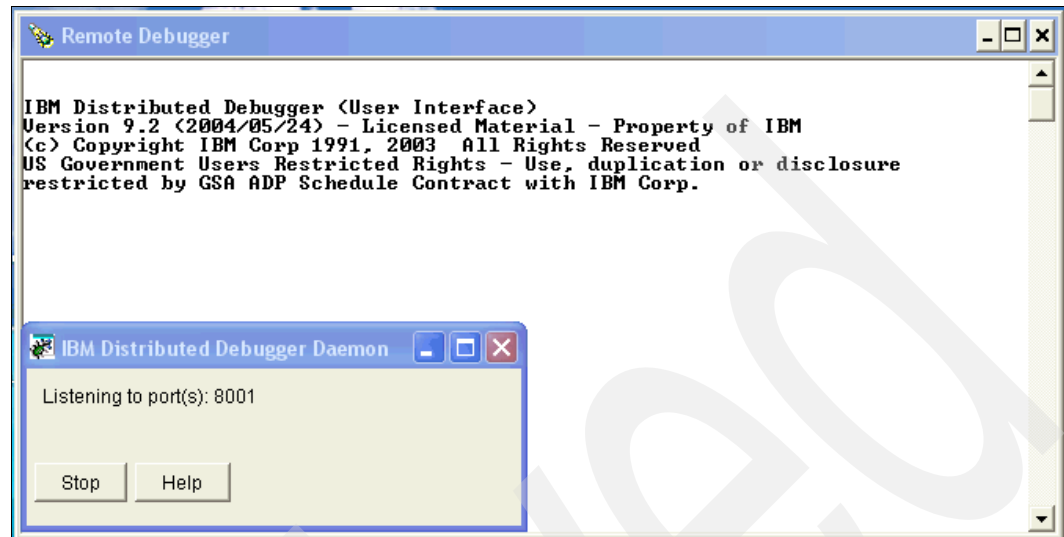 Remote Debugger
IBM Distributed Debugger (User Interface)
Version 9.2 (2004/05/24) - Licensed Material - Property of IBM
(c) Copyright IBM Corp 1991, 2003  All Rights Reserved
US Government Users Restricted Rights - Use, duplication or disclosure
restricted by GSA ADP Schedule Contract with IBM Corp.
IBM Distributed Debugger Daemon
Listening to port(s): 8001
Stop Help